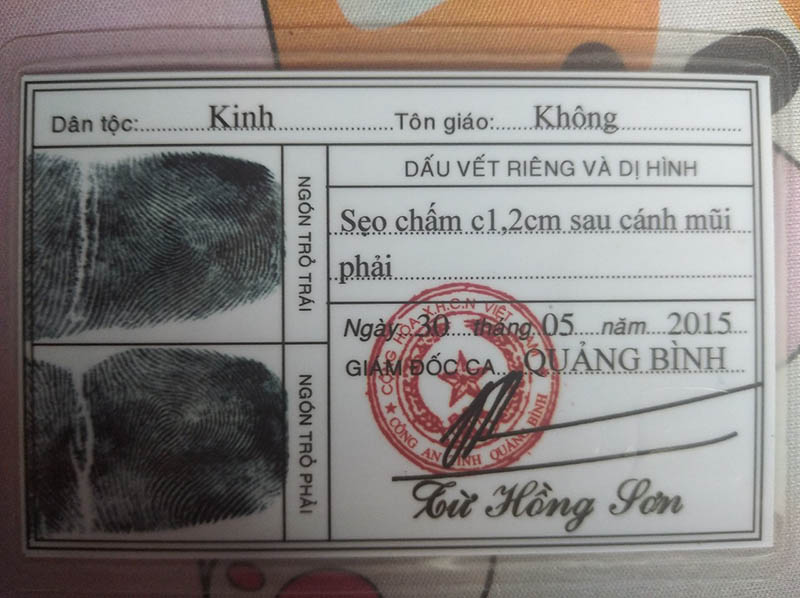 Dân tộc: Kinh Tôn giáo: Không
NGÓN TRỎ TRÁI
NGÓN TRỎ PHẢI
DẤU VẾT RIÊNG VÀ DỊ HÌNH
Sẹo chấm c1,2cm sau cánh mũi
phải
Ngày 30 tháng 05 năm 2015
GIÁM ĐỐC CA QUẢNG BÌNH
CỘNG HÒA X.H.C.N VIỆT NAM
CÔNG AN TỈNH QUẢNG BÌNH
Từ Hồng Sơn